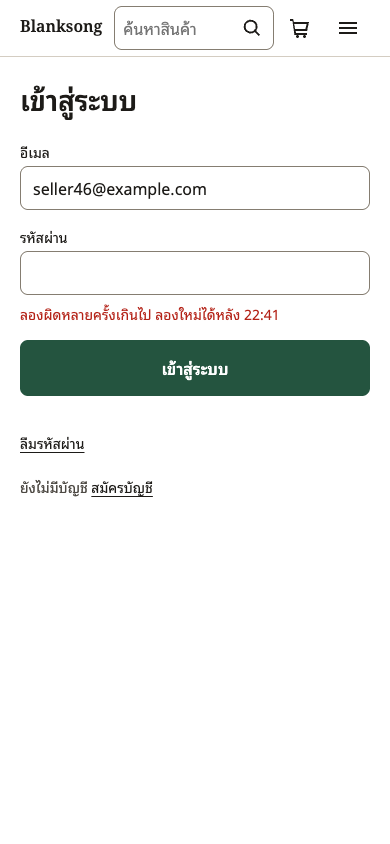 Blanksong
ค้นหาสินค้า
เข้าสู่ระบบ
อีเมล
seller46@example.com
รหัสผ่าน
ลองผิดหลายครั้งเกินไป ลองใหม่ได้หลัง 22:41
เข้าสู่ระบบ
ลืมรหัสผ่าน
ยังไม่มีบัญชี สมัครบัญชี